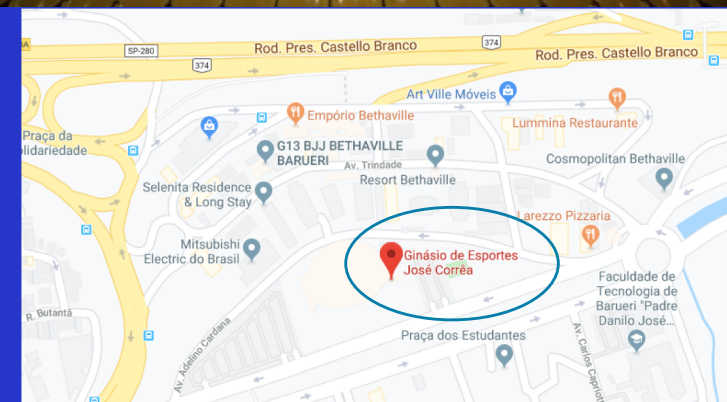 SP-280
Rod. Pres. Castello Branco
374
Rod. Pres. Castello Branco
374
Art Ville Móveis
Empório Bethaville
Lummina Restaurante
Praça da
G13 BJJ BETHAVILLE
BARUERI
Av. Trindade
Cosmopolitan Bethaville
Resort Bethaville
Selenita Residence
& Long Stay
Larezzo Pizzaria
Mitsubishi
Electric do Brasil
Ginásio de Esportes
José Corrêa
Faculdade de
Tecnologia de
Barueri "Padre
Danilo José...
R. Butantã
Praça dos Estudantes
Av. Adelino Cardana
Av. Carlos Capriot